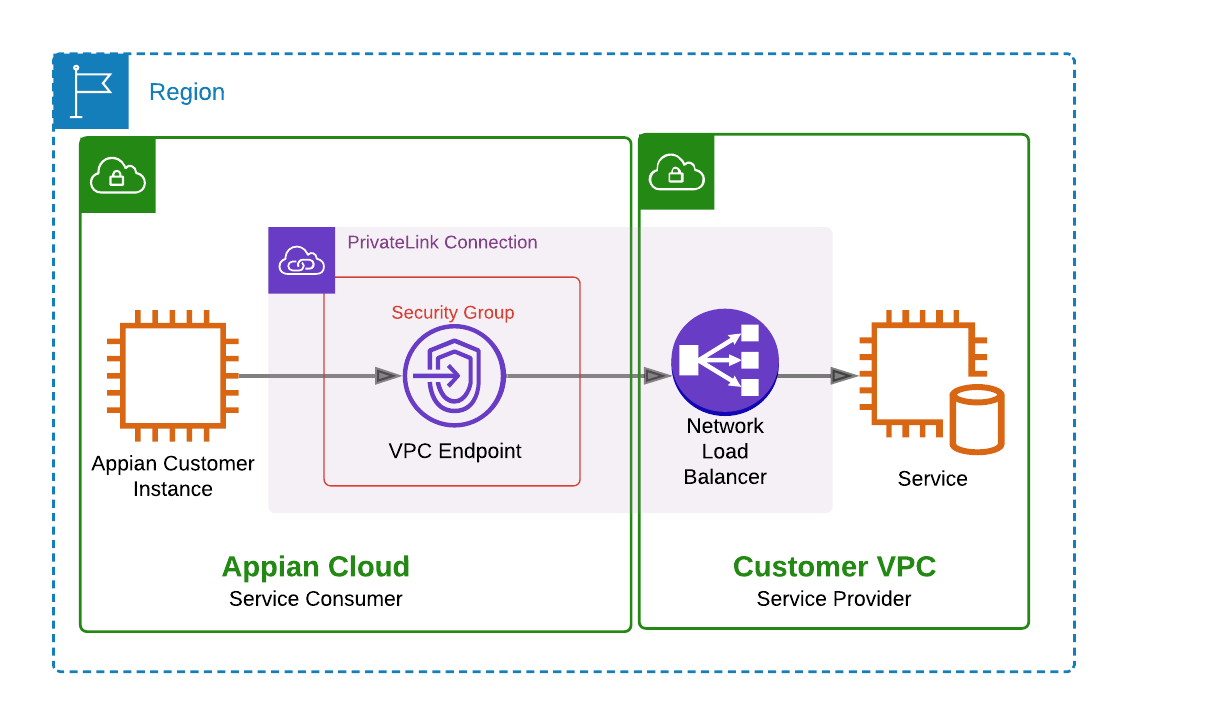 Region
PrivateLink Connection
Security Group
VPC Endpoint
Appian Customer
Instance
Network
Load
Balancer
Service
Appian Cloud
Service Consumer
Customer VPC
Service Provider